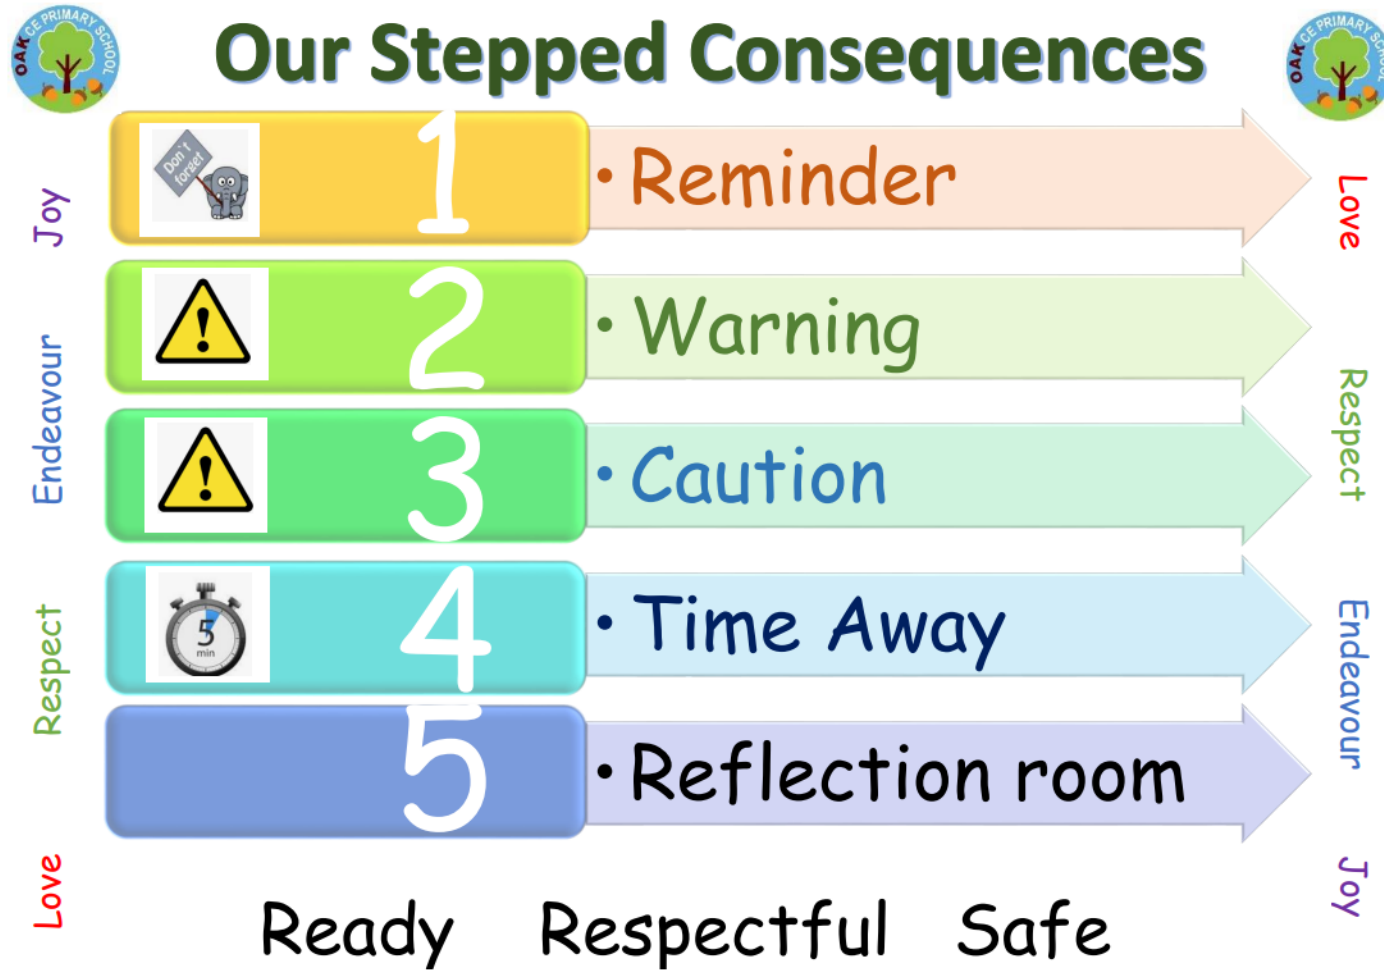 OAK CE PRIMARY SCHOOL
Our Stepped Consequences
OAK CE PRIMARY SCHOOL
Don't
forget
1
• Reminder
2
• Warning
3
• Caution
5
min
4
• Time Away
5
• Reflection room
Joy
Endeavour
Respect
Love
Love
Respect
Endeavour
Joy
Ready Respectful Safe